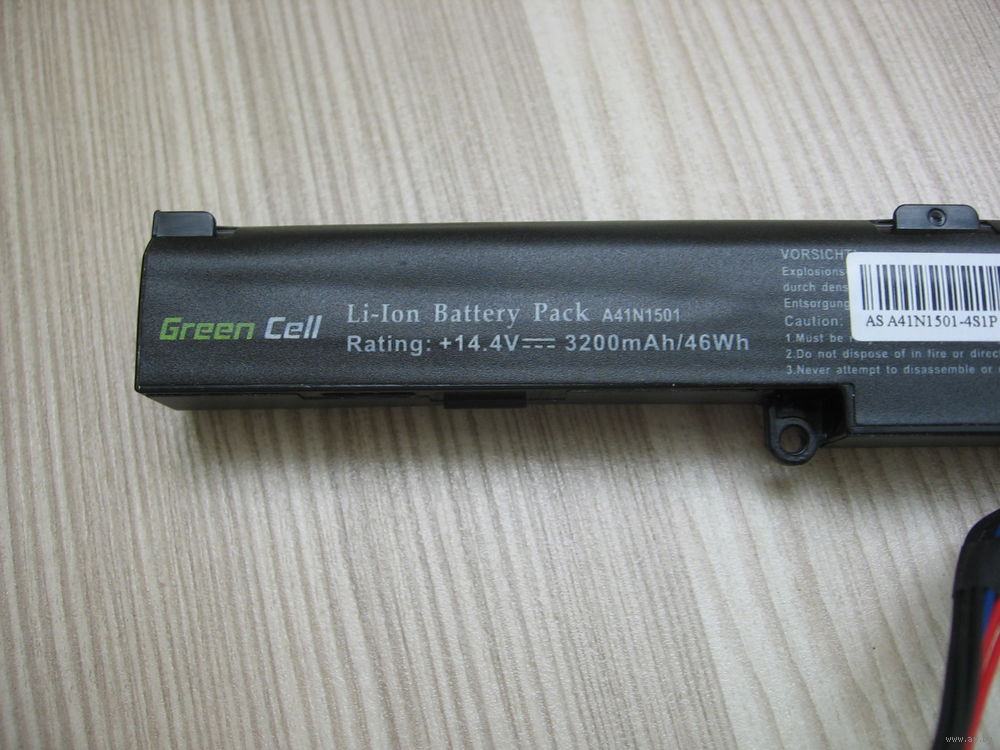 Green Cell
Li-Ion Battery Pack A41N1501
Rating: +14.4V⎓ 3200mAh/46Wh
VORSICHT
Explosions
durch dens
Entsorgung
Caution.
1.Must be
2.Do not dispose of in fire or direc
3.Never attempt to disassemble or
AS A41N1501-4S1P